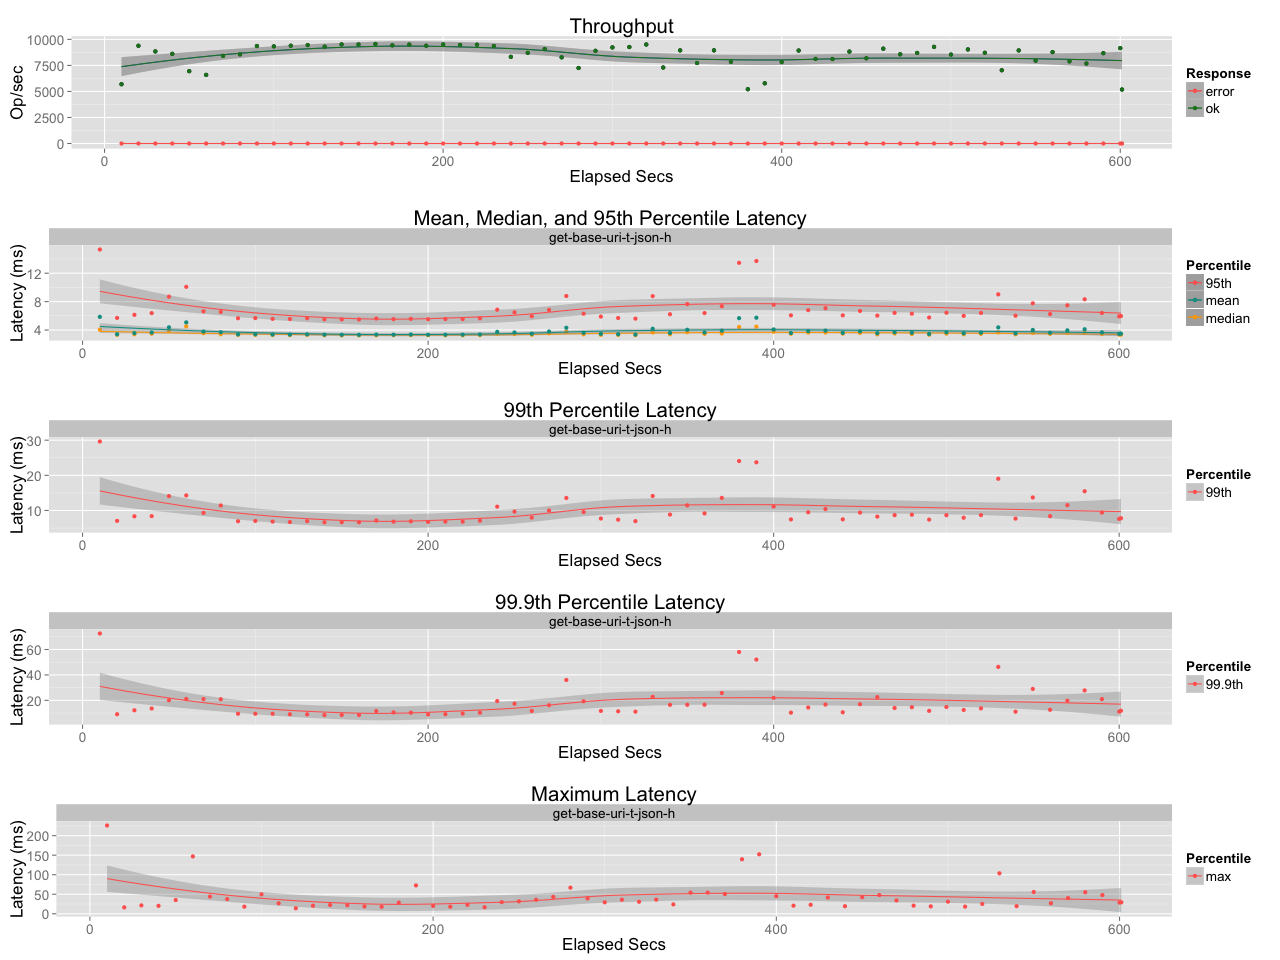 Throughput
10000
7500
5000
2500
0
Op/sec
0 200 400 600
Elapsed Secs
Response
error
ok
Mean, Median, and 95th Percentile Latency
get-base-uri-t-json-h
12
8
4
Latency (ms)
0 200 400 600
Elapsed Secs
Percentile
95th
mean
median
99th Percentile Latency
get-base-uri-t-json-h
30
20
10
Latency (ms)
0 200 400 600
Elapsed Secs
Percentile
99th
99.9th Percentile Latency
get-base-uri-t-json-h
60
40
20
Latency (ms)
0 200 400 600
Elapsed Secs
Percentile
99.9th
Maximum Latency
get-base-uri-t-json-h
200
150
100
50
0
Latency (ms)
0 200 400 600
Elapsed Secs
Percentile
max